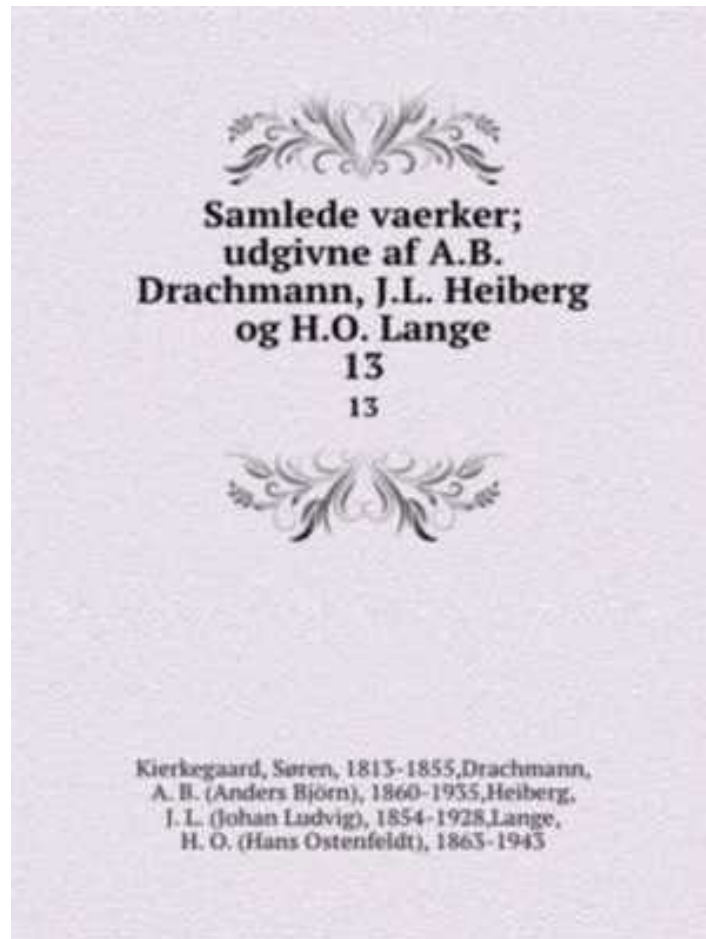 Samlede vaerker;
udgivne af A.B.
Drachmann, J.L. Heiberg
og H.O. Lange
13
13
Kierkegaard, Søren, 1813-1855,Drachmann,
A. B. (Anders Björn), 1860-1935,Heiberg,
J. L. (Johan Ludvig), 1854-1928,Lange,
H. O. (Hans Ostenfeldt), 1863-1943